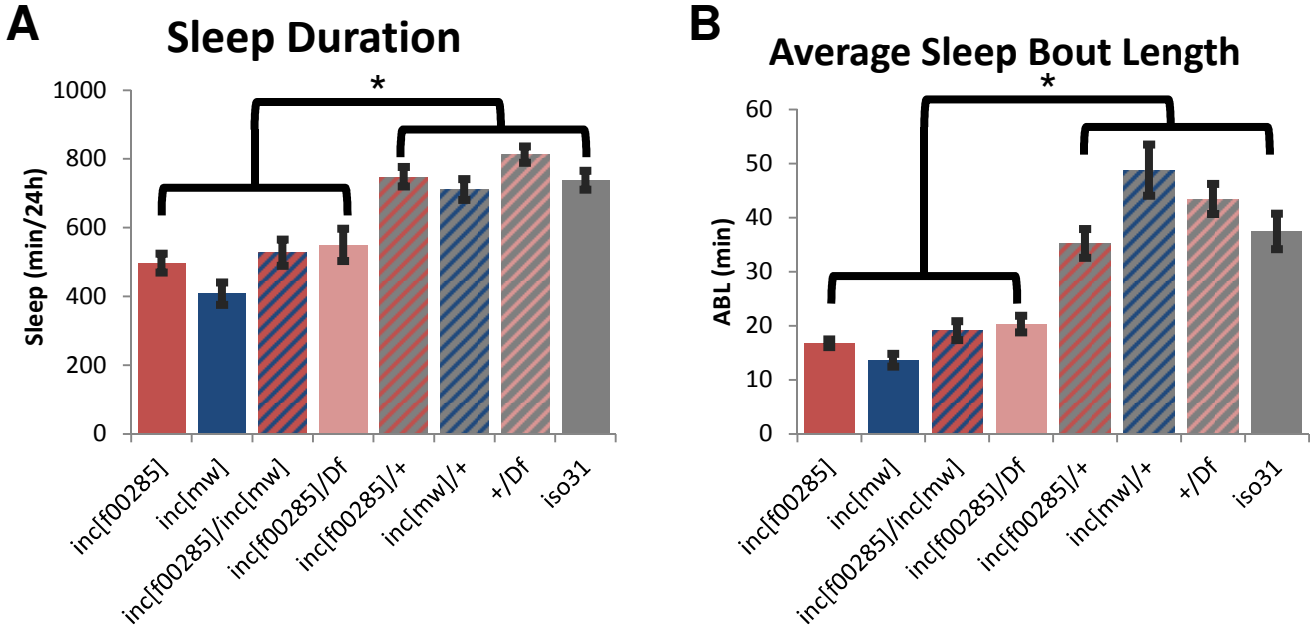 A
Sleep Duration
*
Sleep (min/24h)
1000
800
600
400
200
0
inc[f00285]
inc[mw]
inc[f00285]/inc[mw]
inc[f00285]/Df
inc[f00285]/+
inc[mw]/+
+/Df
iso31
B
Average Sleep Bout Length
*
ABL (min)
60
50
40
30
20
10
0
inc[f00285]
inc[mw]
inc[f00285]/inc[mw]
inc[f00285]/Df
inc[f00285]/+
inc[mw]/+
+/Df
iso31